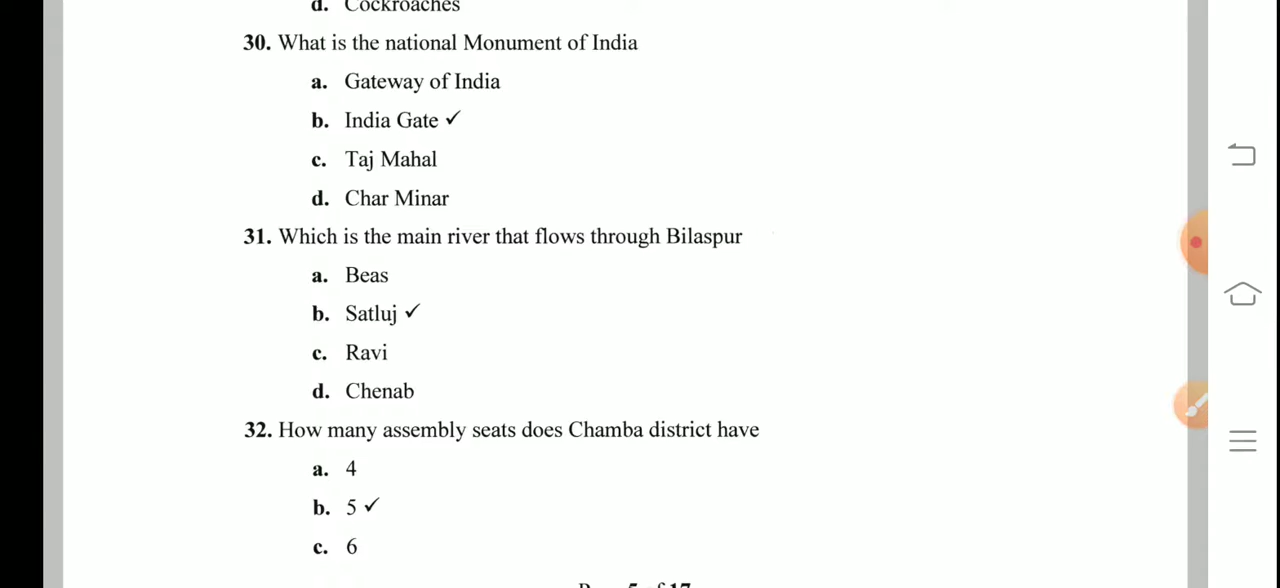 d. Cockroaches
30. What is the national Monument of India
a. Gateway of India
b. India Gate ✓
c. Taj Mahal
d. Char Minar
31. Which is the main river that flows through Bilaspur
a. Beas
b. Satluj ✓
c. Ravi
d. Chenab
32. How many assembly seats does Chamba district have
a. 4
b. 5 ✓
c. 6